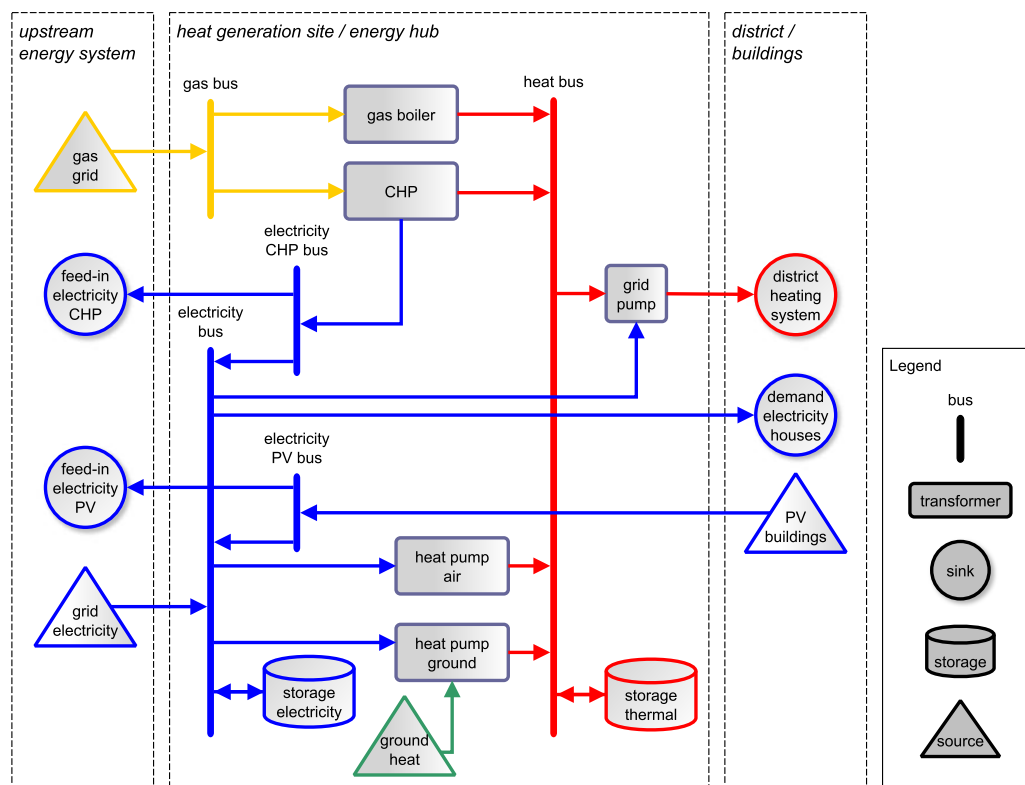 upstream
energy system
heat generation site / energy hub
district /
buildings
gas bus
heat bus
gas boiler
gas
grid
CHP
electricity
CHP bus
feed-in
electricity
CHP
electricity
bus
grid
pump
district
heating
system
demand
electricity
houses
electricity
PV bus
feed-in
electricity
PV
PV
buildings
heat pump
air
grid
electricity
heat pump
ground
storage
electricity
storage
thermal
ground
heat
Legend
bus
transformer
sink
storage
source